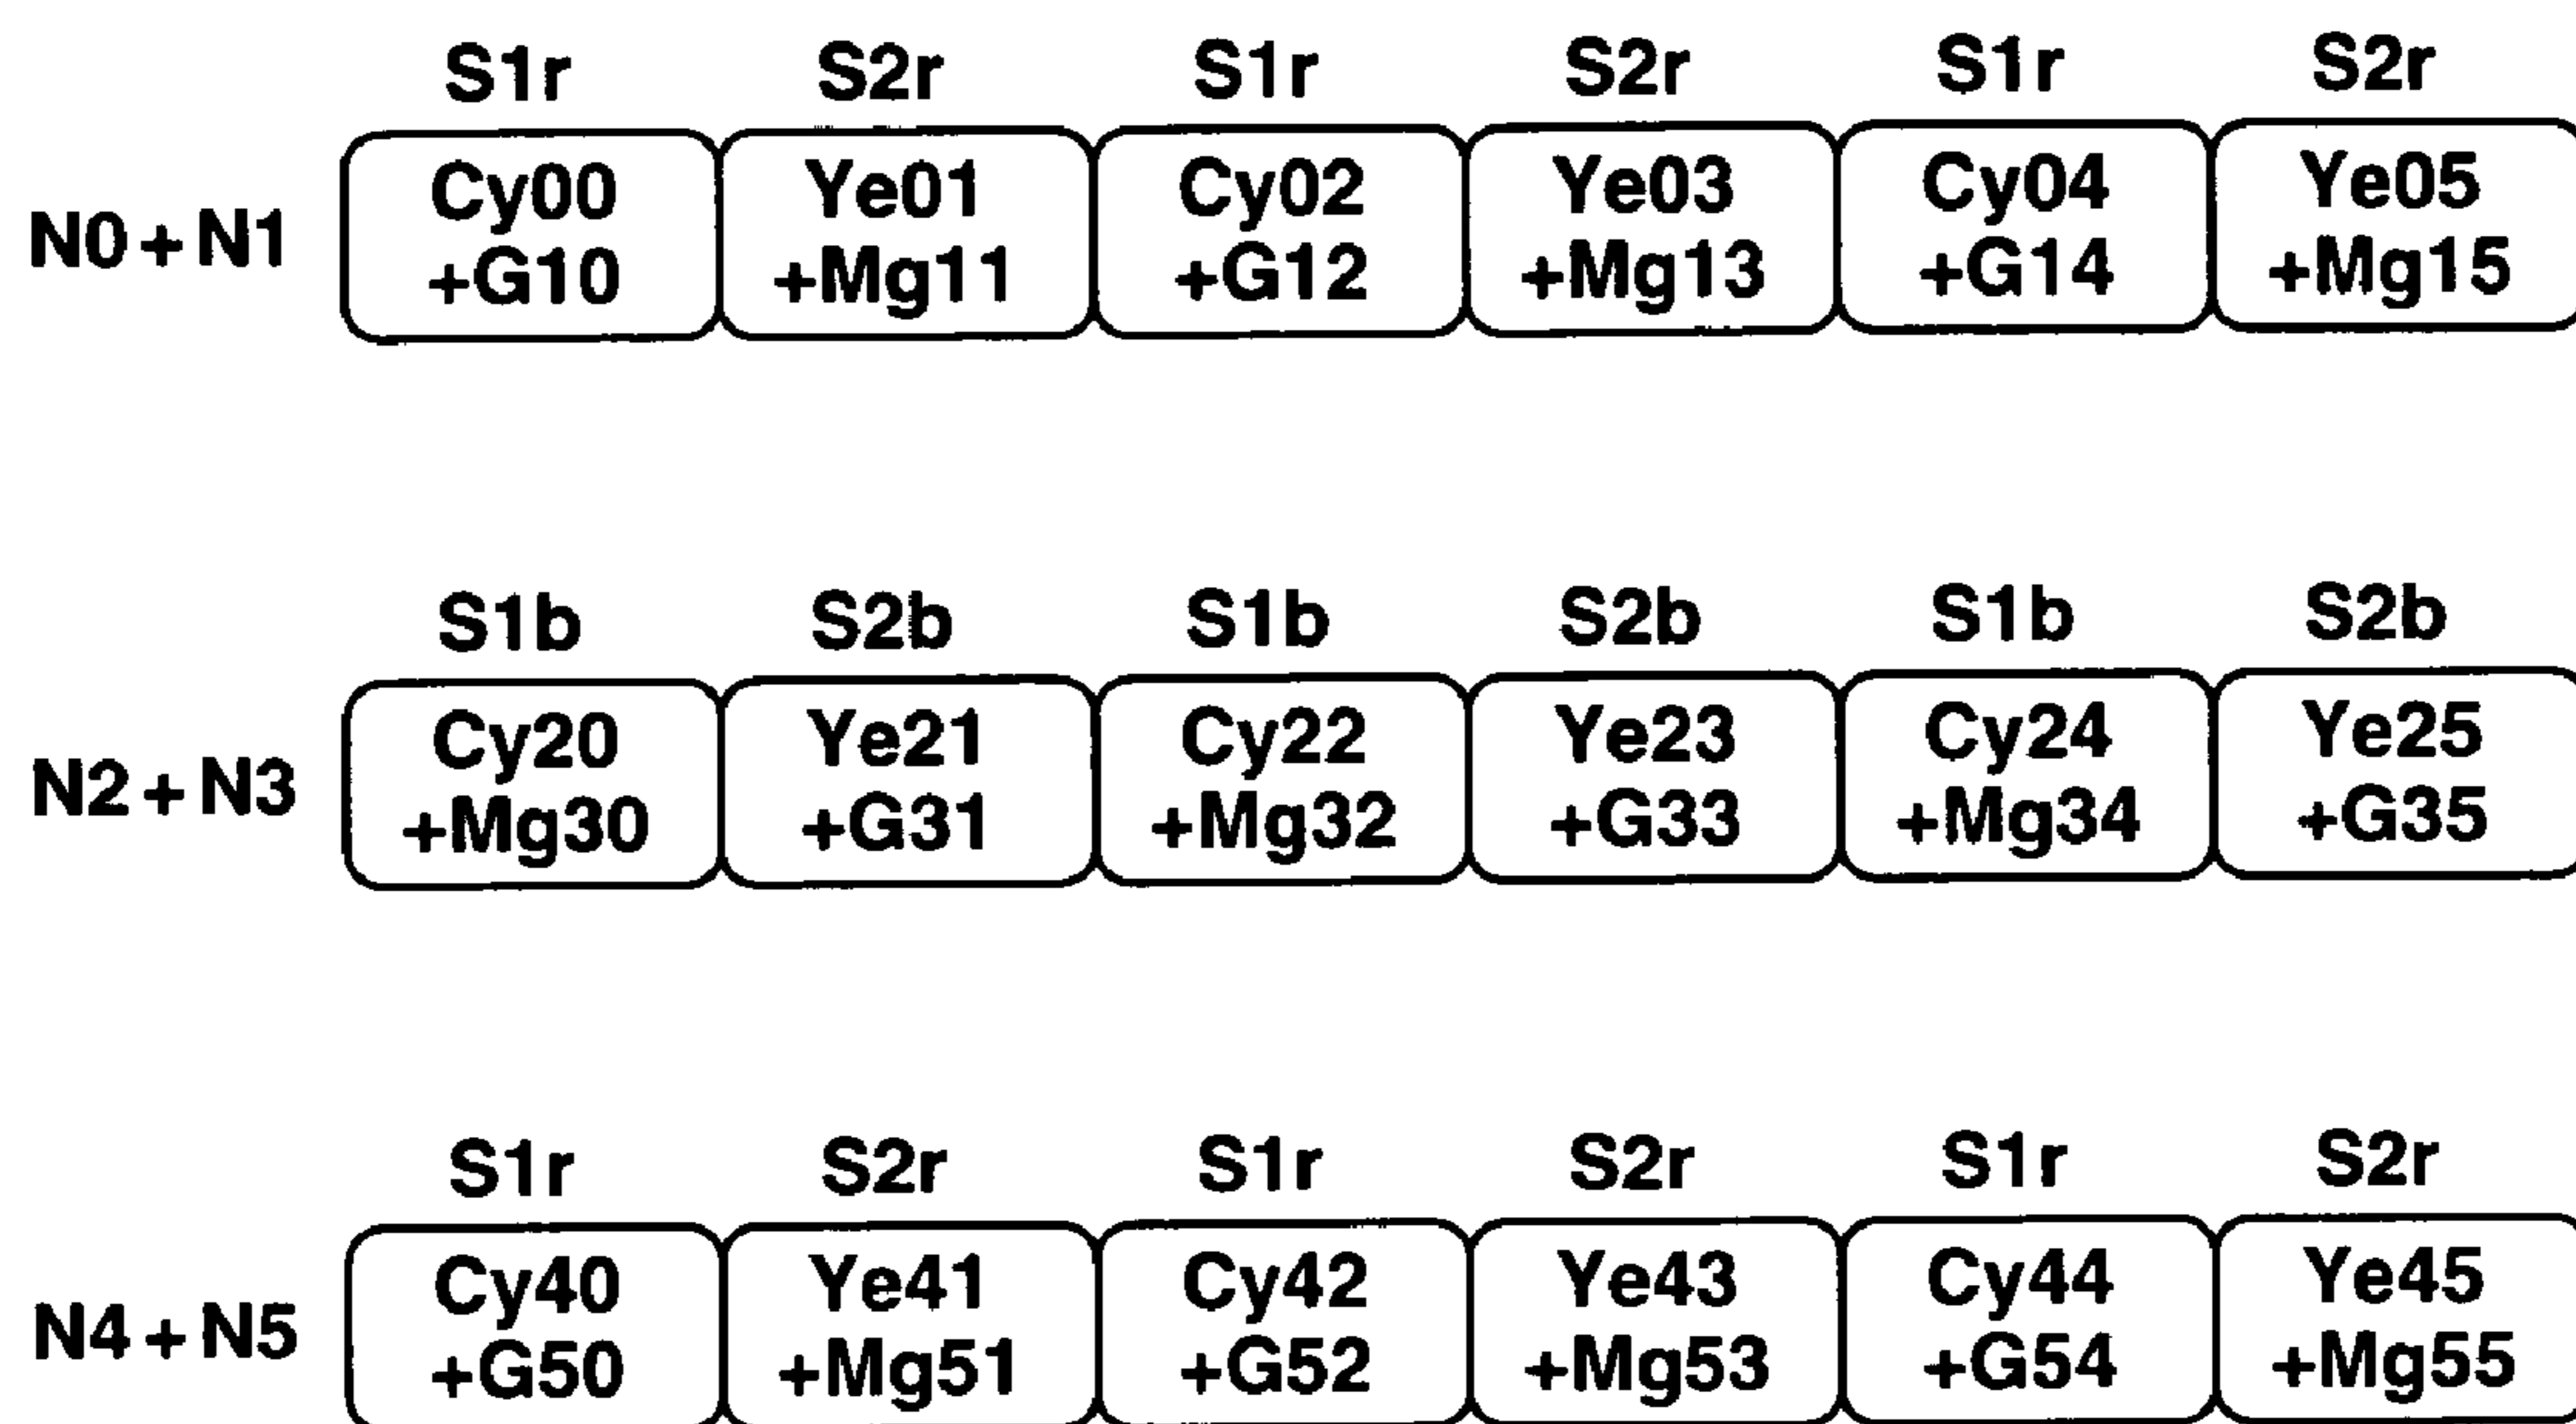 S1r S2r S1r S2r S1r S2r
Cy00 Ye01 Cy02 Ye03 Cy04 Ye05
N0+N1
+G10 +Mg11 +G12 +Mg13 +G14 +Mg15
S1b S2b S1b S2b S1b S2b
Cy20 Ye21 Cy22 Ye23 Cy24 Ye25
N2+N3
+Mg30 +G31 +Mg32 +G33 +Mg34 +G35
S1r S2r S1r S2r S1r S2r
Cy40 Ye41 Cy42 Ye43 Cy44 Ye45
N4+N5
+G50 +Mg51 +G52 +Mg53 +G54 +Mg55